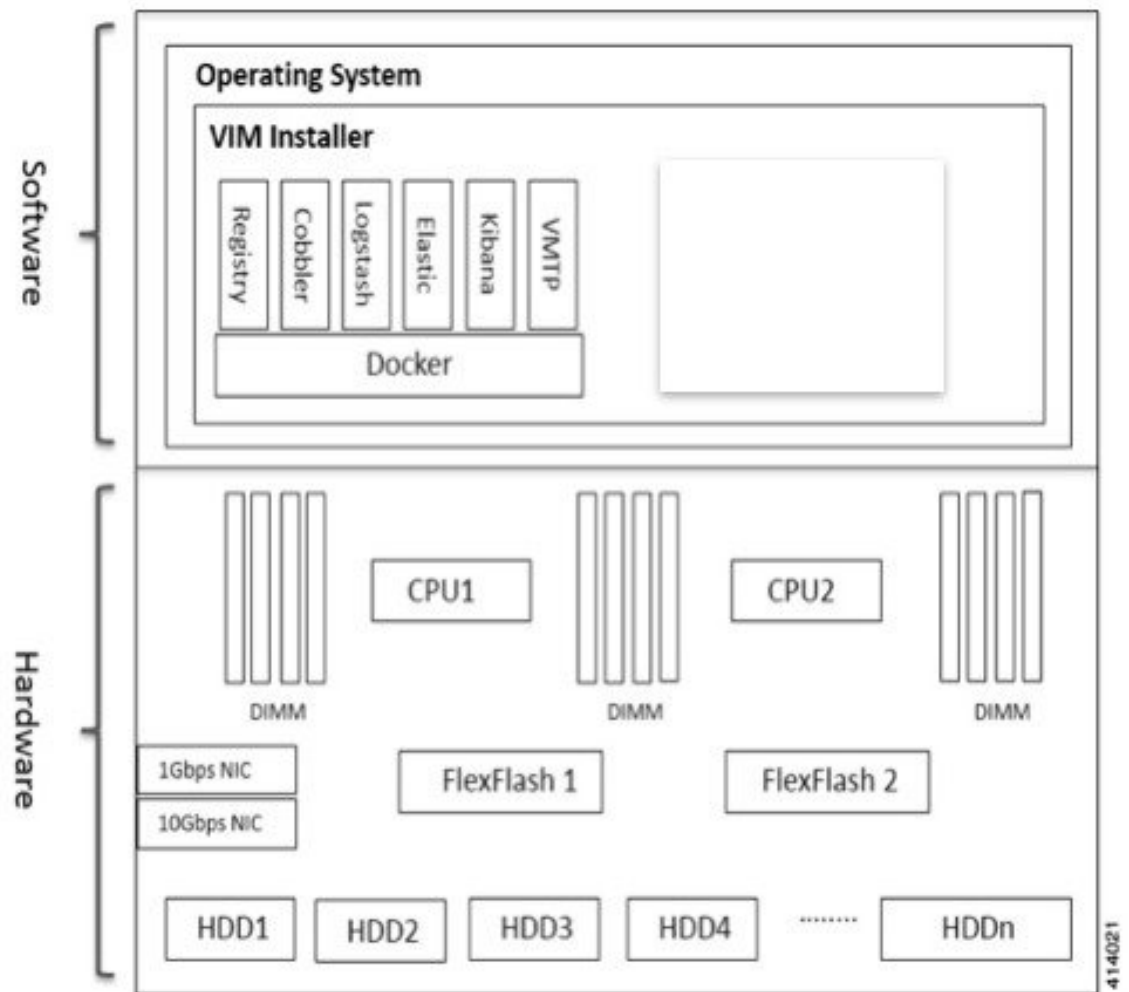 Software
Operating System
VIM Installer
Registry
Cobbler
Logstash
Elastic
Kibana
VMTP
Docker
Hardware
CPU1
CPU2
DIMM
DIMM
DIMM
1Gbps NIC
10Gbps NIC
FlexFlash 1
FlexFlash 2
HDD1
HDD2
HDD3
HDD4
........
HDDn
414021